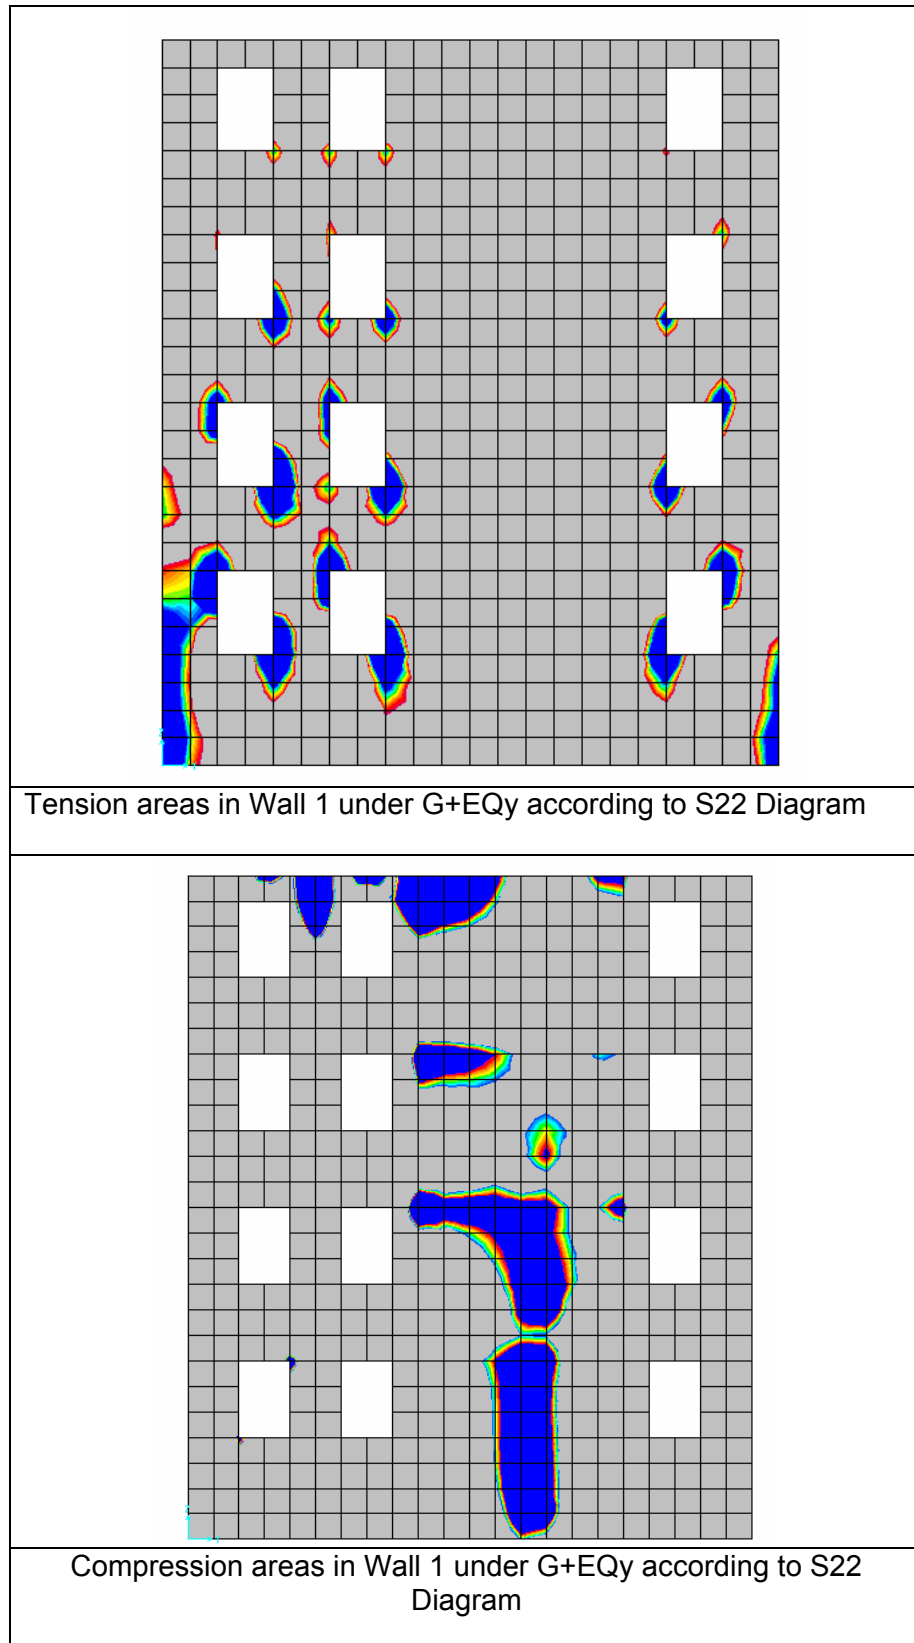 Tension areas in Wall 1 under G+EQy according to S22 Diagram
Compression areas in Wall 1 under G+EQy according to S22
Diagram